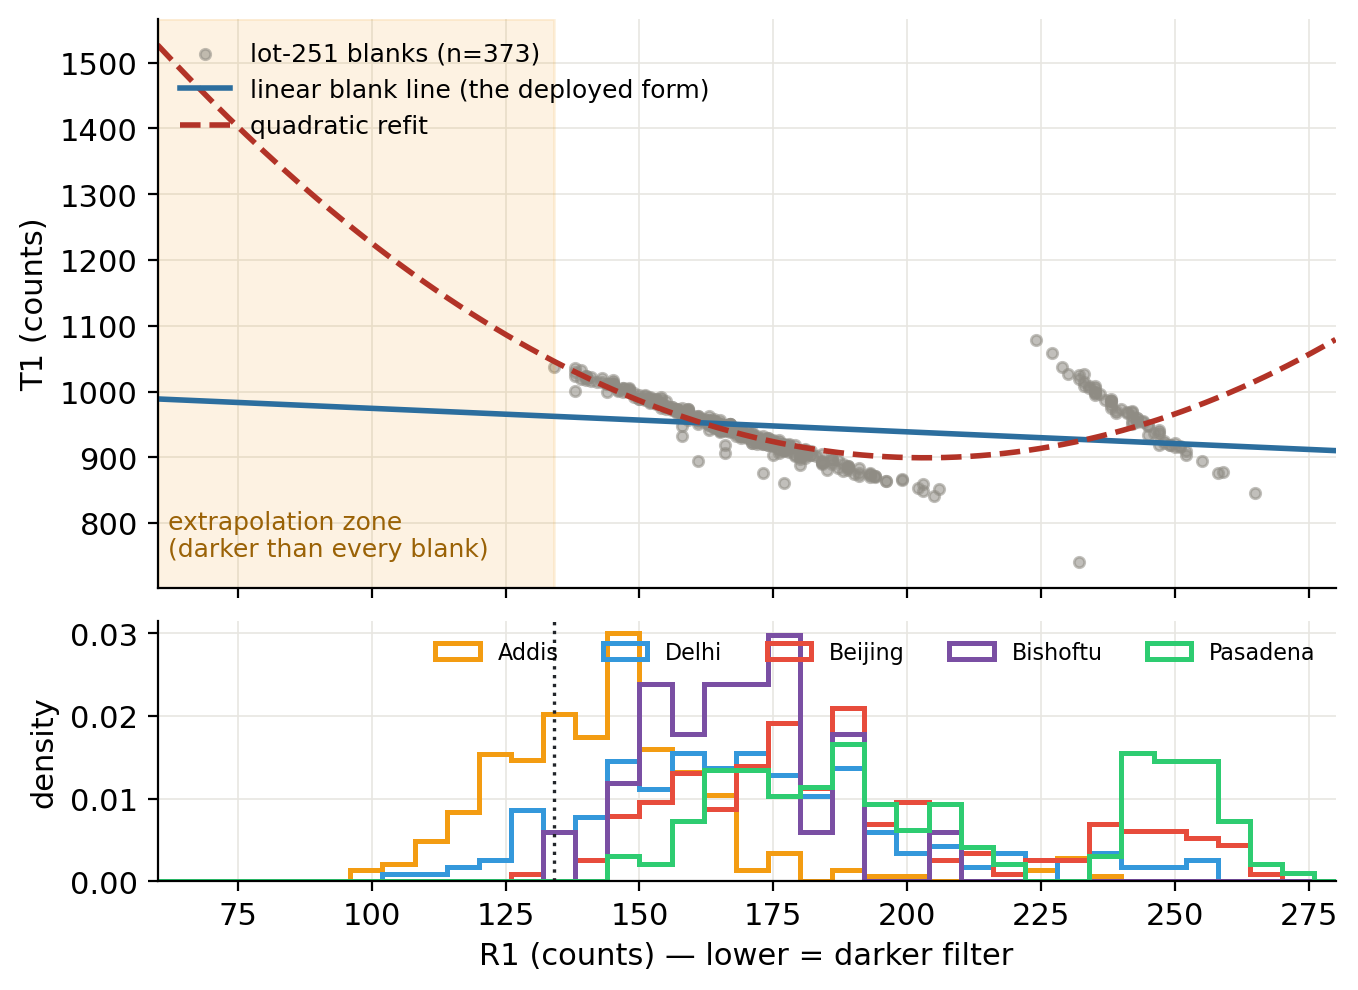 lot-251 blanks (n=373)
linear blank line (the deployed form)
quadratic refit
T1 (counts)
1500
1400
1300
1200
1100
1000
900
800
extrapolation zone
(darker than every blank)
Addis
Delhi
Beijing
Bishoftu
Pasadena
density
0.03
0.02
0.01
0.00
75
100
125
150
175
200
225
250
275
R1 (counts) — lower = darker filter